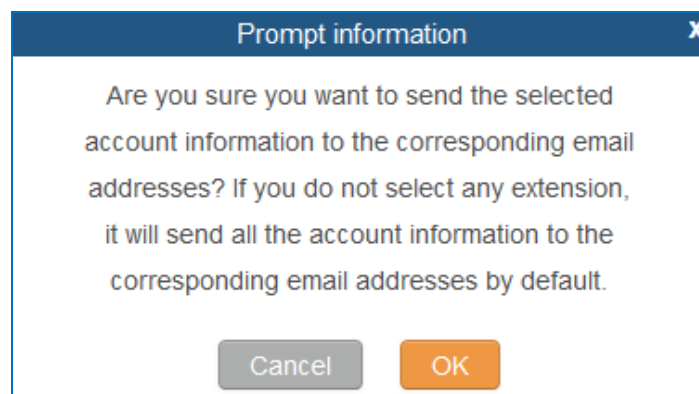 Prompt information x
Are you sure you want to send the selected
account information to the corresponding email
addresses? If you do not select any extension,
it will send all the account information to the
corresponding email addresses by default.
Cancel OK